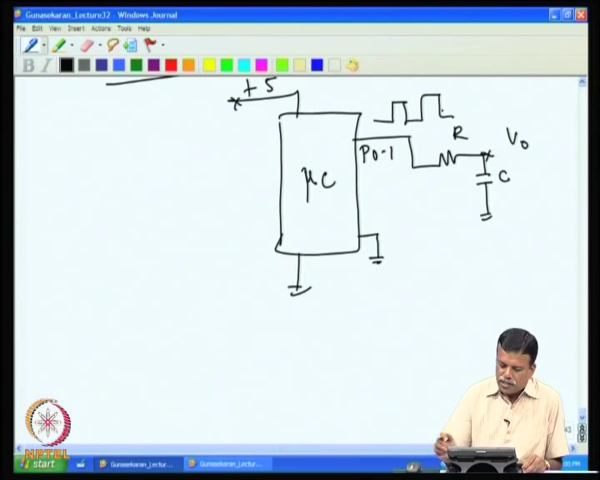 Gunasekaran_Lecture32 - Windows Journal
File Edit View Insert Actions Tools Help
B I
+5
R
V0
P0-1
C
μC
NPTEL
start
Gunasekaran_Lectur...
Gunasekaran_Lectur...